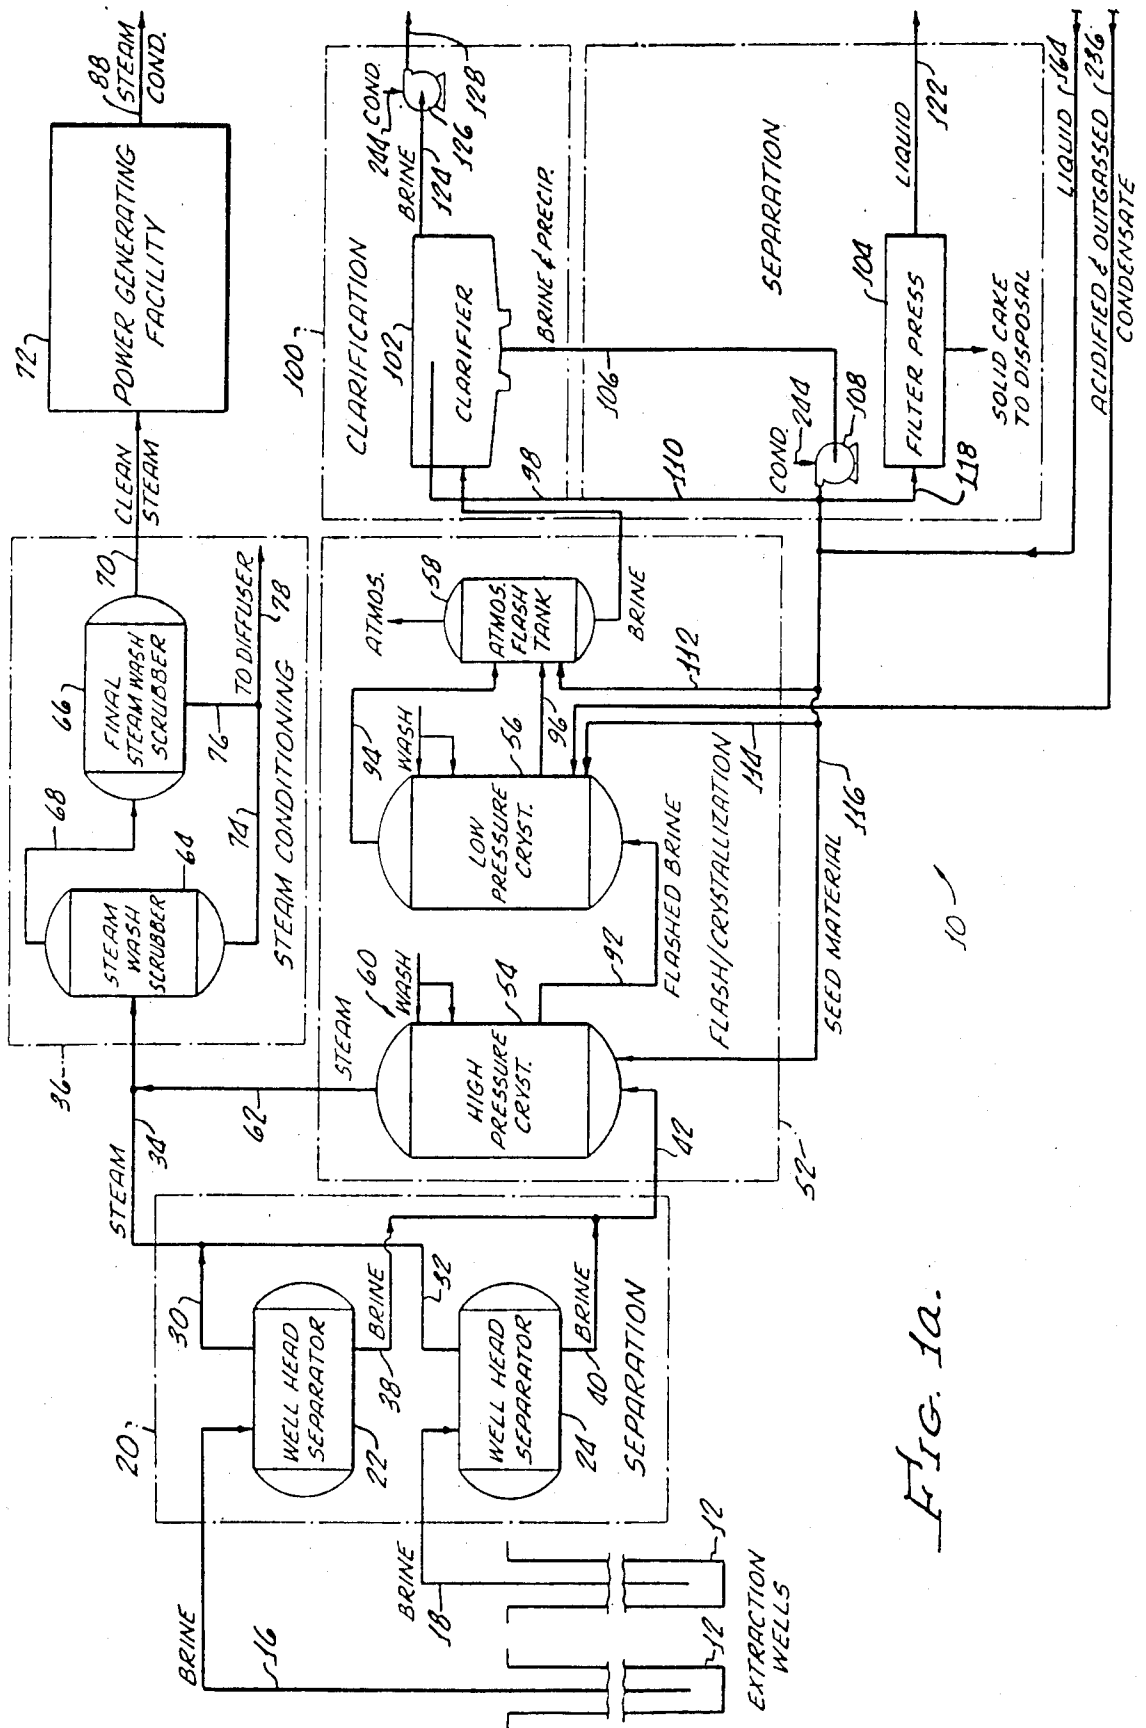 BRINE
16
BRINE
18
12
12
EXTRACTION
WELLS
20
WELL HEAD
SEPARATOR
22
30
BRINE
38
WELL HEAD
SEPARATOR
24
32
BRINE
40
SEPARATION
STEAM
34
36
62
STEAM
WASH
SCRUBBER
64
68
FINAL
STEAM WASH
SCRUBBER
66
70
74
76
TO DIFFUSER
78
STEAM CONDITIONING
CLEAN
STEAM
72
POWER GENERATING
FACILITY
88
STEAM
COND.
42
52
STEAM
60
WASH
HIGH
PRESSURE
CRYST.
54
92
FLASHED BRINE
FLASH/CRYSTALLIZATION
LOW
PRESSURE
CRYST.
WASH
56
94
96
ATMOS.
58
ATMOS.
FLASH
TANK
BRINE
112
114
SEED MATERIAL
116
100
CLARIFICATION
102
CLARIFIER
98
BRINE
124
244
COND.
126
128
BRINE & PRECIP.
106
110
COND.
244
108
SEPARATION
104
FILTER PRESS
118
SOLID CAKE
TO DISPOSAL
LIQUID
122
LIQUID
164
ACIDIFIED & OUTGASSED
236
CONDENSATE
10
FIG. 1a.